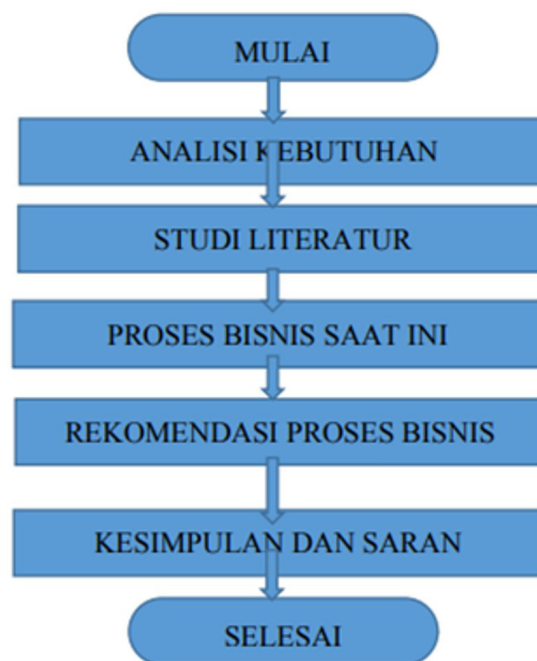 MULAI
ANALISI KEBUTUHAN
STUDI LITERATUR
PROSES BISNIS SAAT INI
REKOMENDASI PROSES BISNIS
KESIMPULAN DAN SARAN
SELESAI